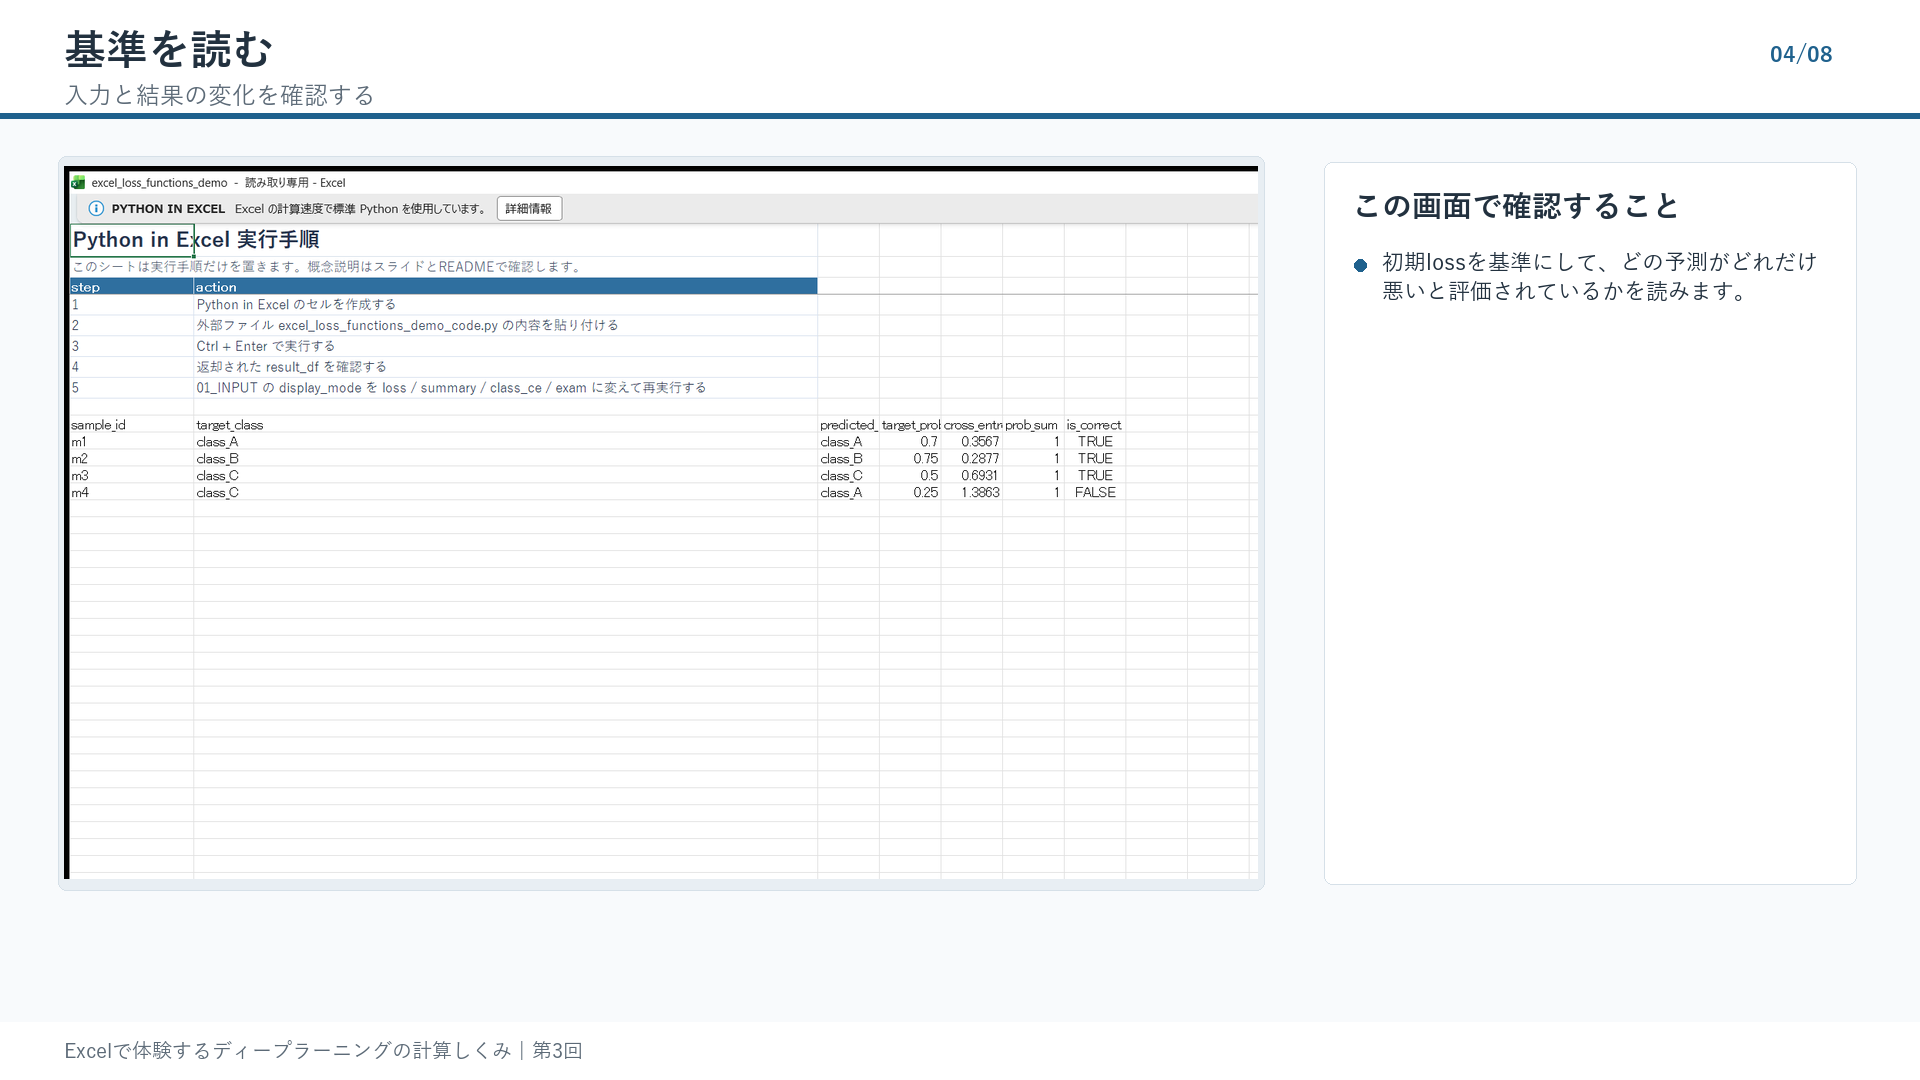 基準を読む
04/08
入力と結果の変化を確認する
excel_loss_functions_demo - 読み取り専用 - Excel
PYTHON IN EXCEL Excel の計算速度で標準 Python を使用しています。 詳細情報
Python in Excel 実行手順
このシートは実行手順だけを置きます。概念説明はスライドとREADMEで確認します。
step action
1 Python in Excel のセルを作成する
2 外部ファイル excel_loss_functions_demo_code.py の内容を貼り付ける
3 Ctrl + Enter で実行する
4 返却された result_df を確認する
5 01_INPUT の display_mode を loss / summary / class_ce / exam に変えて再実行する
sample_id target_class predicted_ target_prol cross_entr prob_sum is_correct
m1 class_A class_A 0.7 0.3567 1 TRUE
m2 class_B class_B 0.75 0.2877 1 TRUE
m3 class_C class_C 0.5 0.6931 1 TRUE
m4 class_C class_A 0.25 1.3863 1 FALSE
この画面で確認すること
初期lossを基準にして、どの予測がどれだけ
悪いと評価されているかを読みます。
Excelで体験するディープラーニングの計算しくみ｜第3回